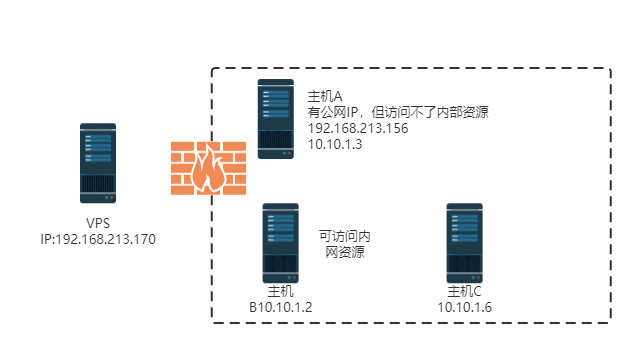 主机A
有公网IP，但访问不了内部资源
192.168.213.156
10.10.1.3
VPS
IP:192.168.213.170
可访问内
网资源
主机
B10.10.1.2
主机C
10.10.1.6